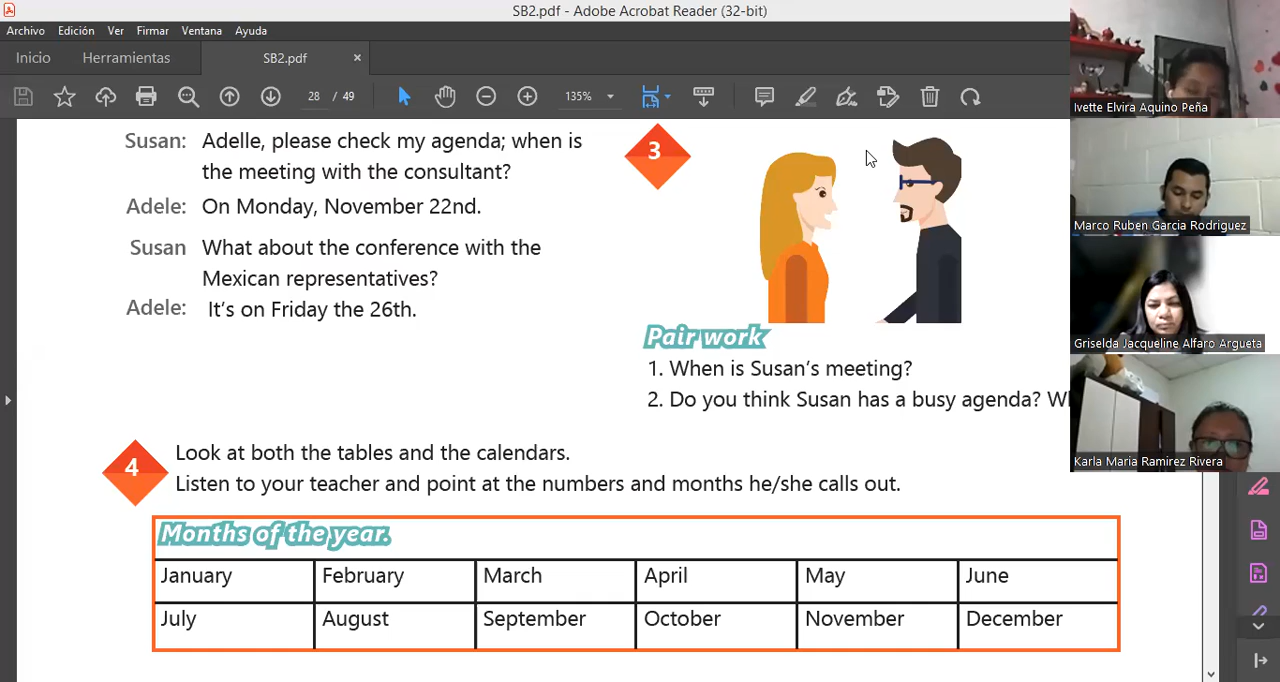 SB2.pdf - Adobe Acrobat Reader (32-bit)
Archivo Edición Ver Firmar Ventana Ayuda
Inicio Herramientas SB2.pdf ×
28 / 49 135%
Susan: Adelle, please check my agenda; when is
the meeting with the consultant?
Adele: On Monday, November 22nd.
Susan What about the conference with the
Mexican representatives?
Adele: It's on Friday the 26th.
3
Pair work
1. When is Susan's meeting?
2. Do you think Susan has a busy agenda?
4
Look at both the tables and the calendars.
Listen to your teacher and point at the numbers and months he/she calls out.
Months of the year.
January February March April May June
July August September October November December
Ivette Elvira Aquino Peña
Marco Ruben Garcia Rodriguez
Griselda Jacqueline Alfaro Argueta
Karla Maria Ramirez Rivera